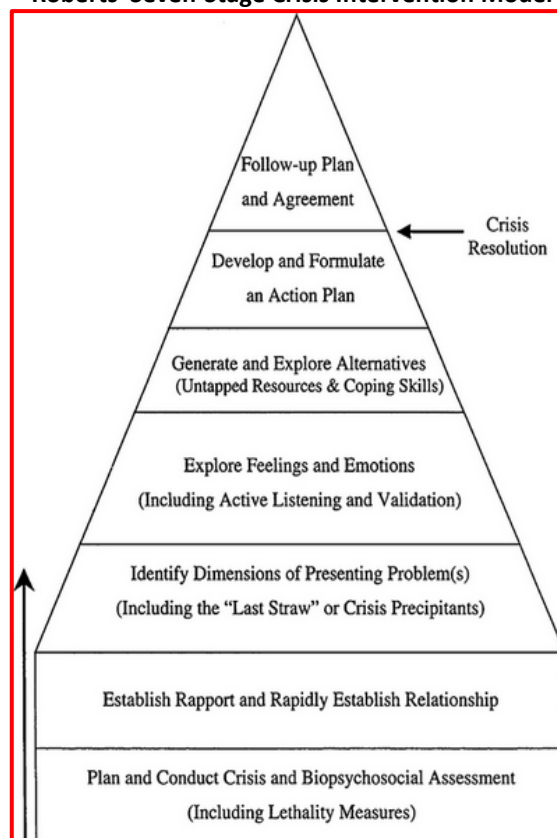 Roberts' Seven Stage Crisis Intervention Model
Follow-up Plan
and Agreement
Crisis
Resolution
Develop and Formulate
an Action Plan
Generate and Explore Alternatives
(Untapped Resources & Coping Skills)
Explore Feelings and Emotions
(Including Active Listening and Validation)
Identify Dimensions of Presenting Problem(s)
(Including the “Last Straw” or Crisis Precipitants)
Establish Rapport and Rapidly Establish Relationship
Plan and Conduct Crisis and Biopsychosocial Assessment
(Including Lethality Measures)